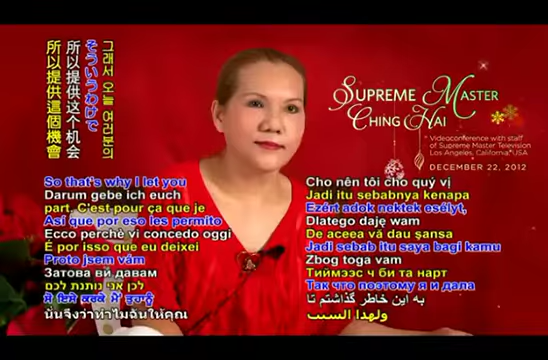 그래서 오늘 여러분의
そういうわけで
所以提供这个机会
所以提供這個機會
SUPREME MASTER
CHING HAI
Videoconference with staff
of Supreme Master Television
Los Angeles, California, USA
DECEMBER 22, 2012
So that's why I let you
Darum gebe ich euch
part. C'est pour ça que je
Así que por eso les permito
Ecco perché vi concedo oggi
É por isso que eu deixei
Proto jsem vám
Затова ви давам
לכן אני נותנת לכם
ਸੋ ਇਸੇ ਕਰਕੇ ਮੈਂ ਤੁਹਾਨੂੰ
นั่นจึงว่าทำไมฉันให้คุณ
Cho nên tôi cho quý vị
Jadi itu sebabnya kenapa
Ezért adok nektek esélyt,
Dlatego daję wam
De aceea vă dau şansa
Jadi sebab itu saya bagi kamu
Zbog toga vam
Тиймээс ч би та нарт
Так что поэтому я и дала
به این خاطر گذاشتم تا
ولهذا السبب